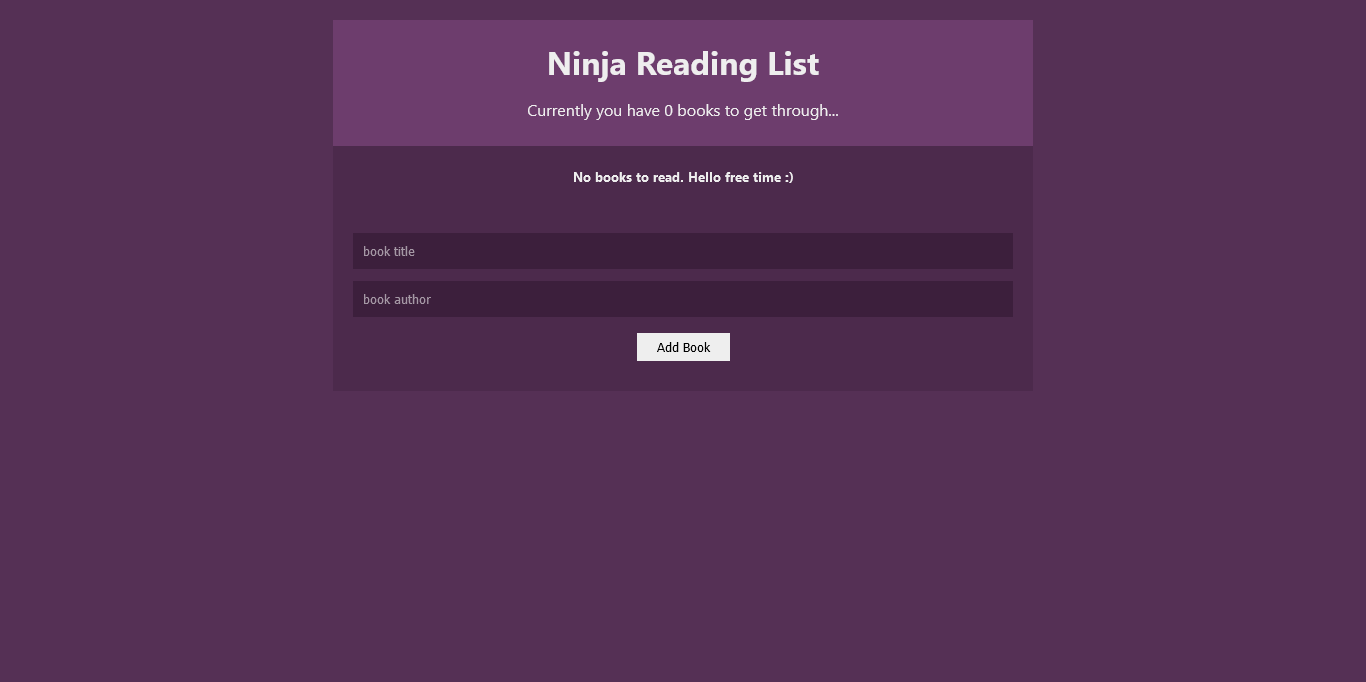 Ninja Reading List
Currently you have 0 books to get through...
No books to read. Hello free time :)
book title
book author
Add Book